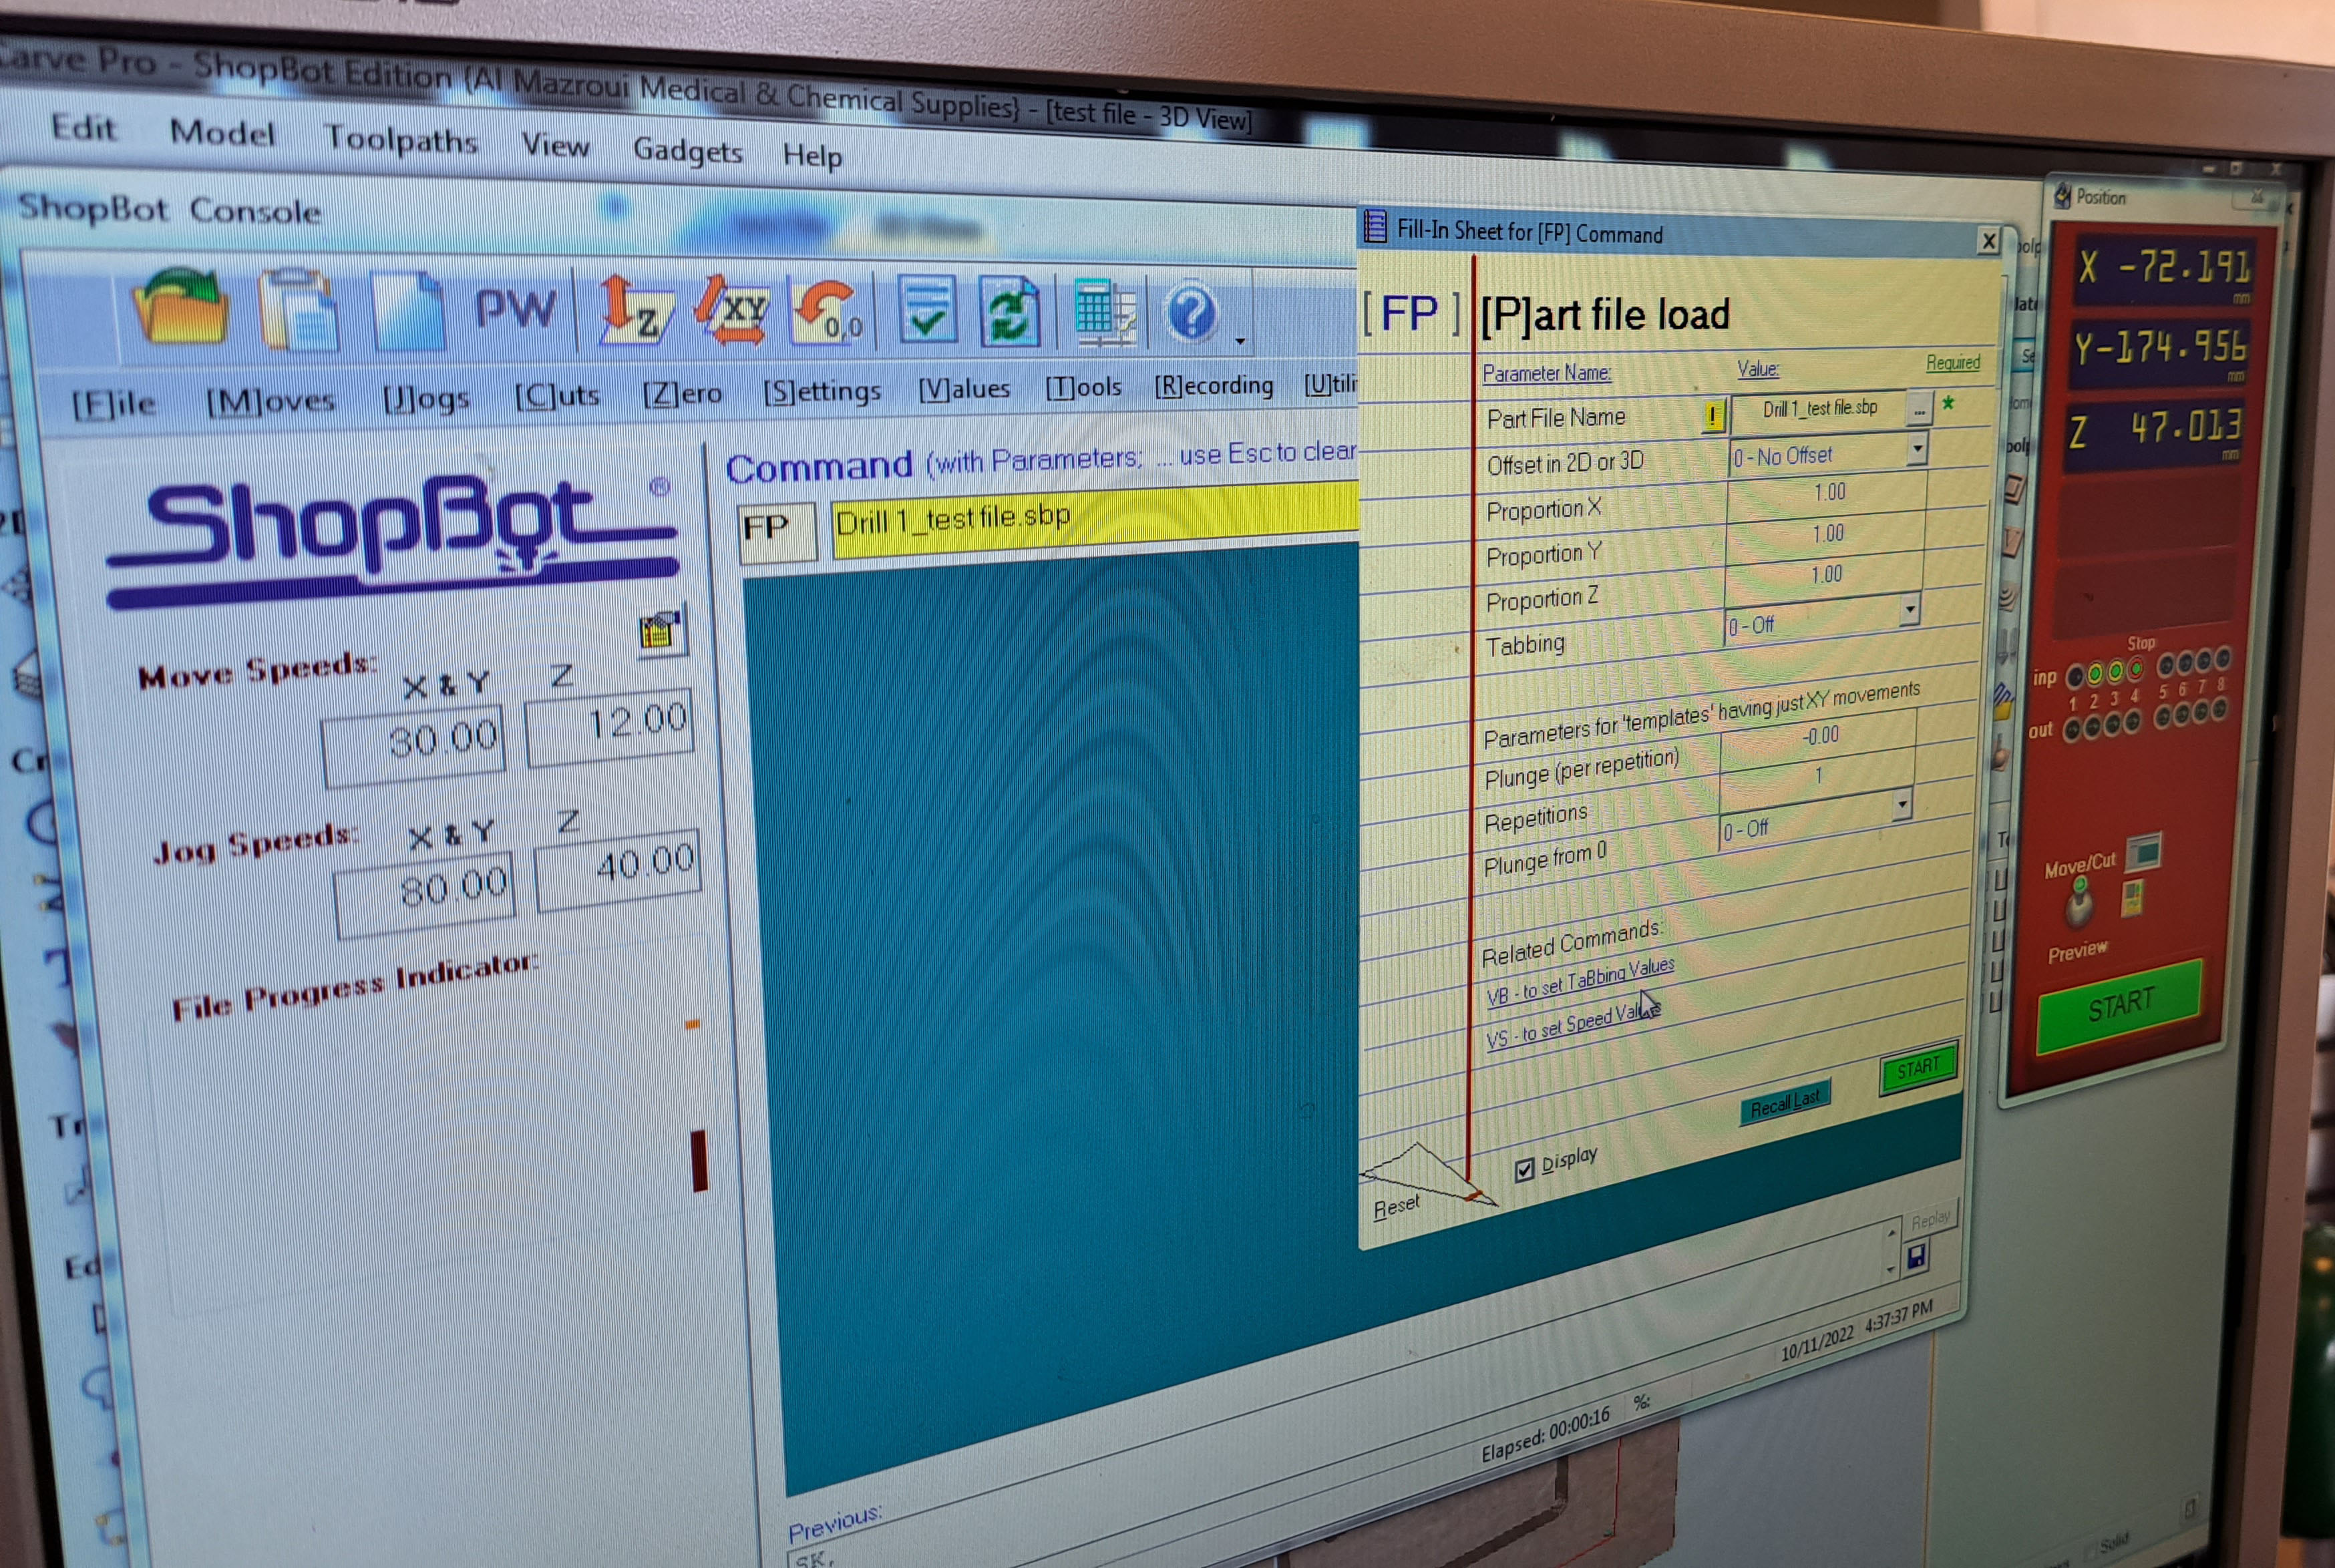 Carve Pro - ShopBot Edition {Al Mazroui Medical & Chemical Supplies} - [test file - 3D View]
Edit Model Toolpaths View Gadgets Help
ShopBot Console
PW Z XY 0,0 ?
[F]ile [M]oves [J]ogs [C]uts [Z]ero [S]ettings [V]alues [T]ools [R]ecording [U]tili
ShopBot ®
Command (with Parameters; ... use Esc to clear
FP Drill 1_test file.sbp
Move Speeds: X & Y Z
30.00 12.00
Jog Speeds: X & Y Z
80.00 40.00
File Progress Indicator:
Previous:
SK,
Fill-In Sheet for [FP] Command
[ FP ] [P]art file load
Parameter Name: Value: Required
Part File Name ! Drill 1_test file.sbp ... *
Offset in 2D or 3D 0 - No Offset
Proportion X 1.00
Proportion Y 1.00
Proportion Z 1.00
Tabbing 0 - Off
Parameters for 'templates' having just XY movements
Plunge (per repetition) -0.00
Repetitions 1
Plunge from 0 0 - Off
Related Commands:
VB - to set TaBbing Values
VS - to set Speed Values
START
Recall Last
Display
Reset
Replay
10/11/2022 4:37:37 PM
Elapsed: 00:00:16 %:
Position
X -72.191
mm
Y-174.956
mm
Z 47.013
mm
Stop
inp
1 2 3 4 5 6 7 8
out
Move/Cut
Preview
START
Solid